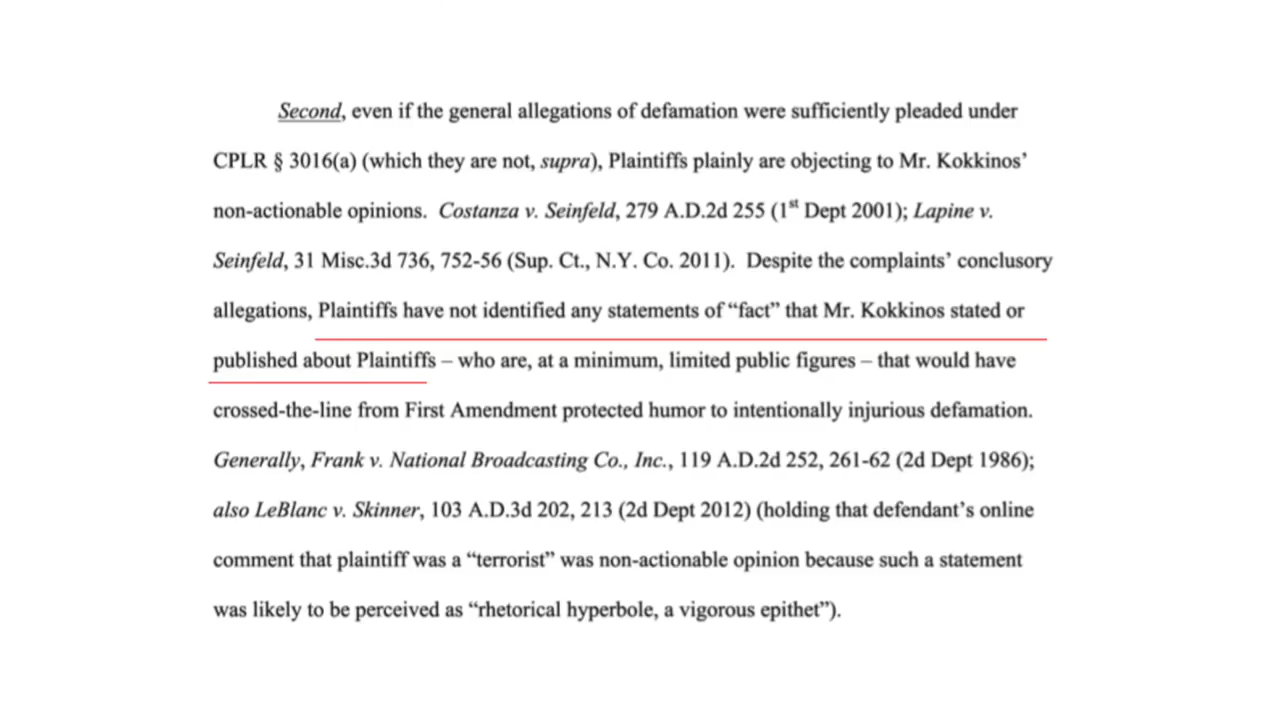 Second, even if the general allegations of defamation were sufficiently pleaded under
CPLR § 3016(a) (which they are not, supra), Plaintiffs plainly are objecting to Mr. Kokkinos’
non-actionable opinions.  Costanza v. Seinfeld, 279 A.D.2d 255 (1st Dept 2001); Lapine v.
Seinfeld, 31 Misc.3d 736, 752-56 (Sup. Ct., N.Y. Co. 2011).  Despite the complaints’ conclusory
allegations, Plaintiffs have not identified any statements of “fact” that Mr. Kokkinos stated or
published about Plaintiffs – who are, at a minimum, limited public figures – that would have
crossed-the-line from First Amendment protected humor to intentionally injurious defamation.
Generally, Frank v. National Broadcasting Co., Inc., 119 A.D.2d 252, 261-62 (2d Dept 1986);
also LeBlanc v. Skinner, 103 A.D.3d 202, 213 (2d Dept 2012) (holding that defendant’s online
comment that plaintiff was a “terrorist” was non-actionable opinion because such a statement
was likely to be perceived as “rhetorical hyperbole, a vigorous epithet”).